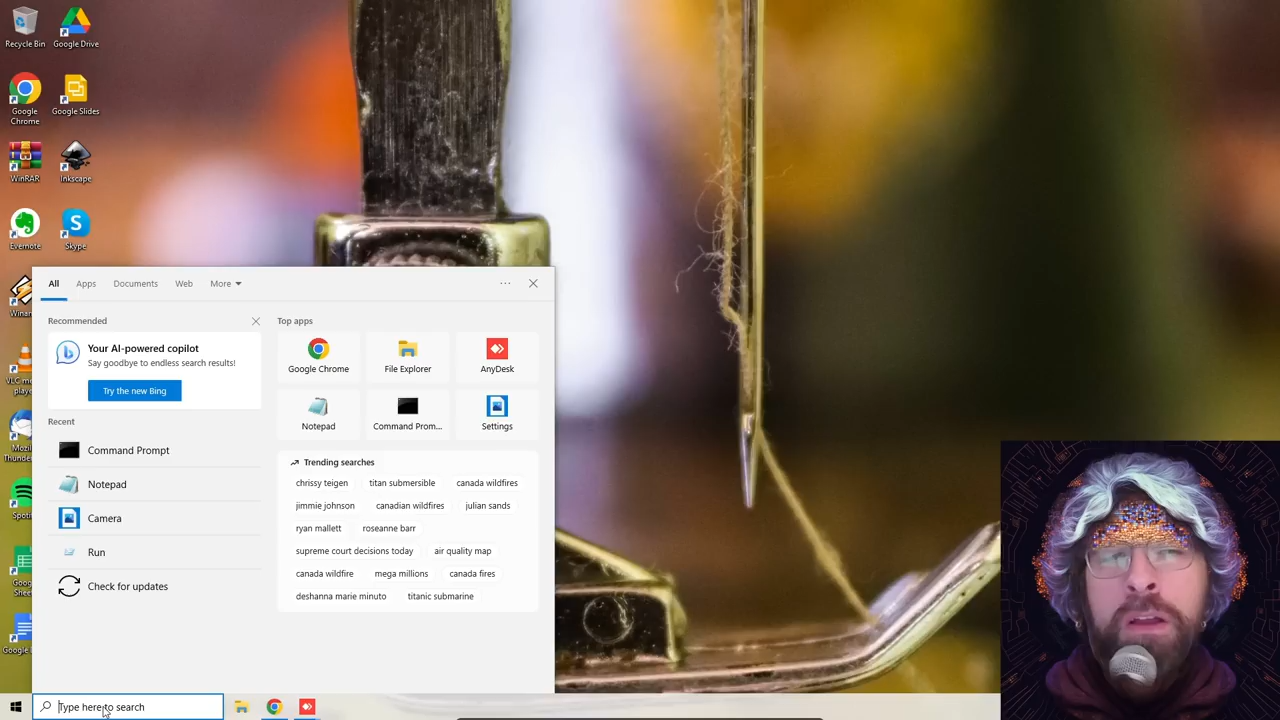 Recycle Bin
Google Drive
Google
Chrome
Google Slides
WinRAR
Inkscape
Evernote
Skype
All
Apps
Documents
Web
More
Recommended
Your AI-powered copilot
Say goodbye to endless search results!
Try the new Bing
Recent
Command Prompt
Notepad
Camera
Run
Check for updates
Top apps
Google Chrome
File Explorer
AnyDesk
Notepad
Command Prom...
Settings
Trending searches
chrissy teigen
titan submersible
canada wildfires
jimmie johnson
canadian wildfires
julian sands
ryan mallett
roseanne barr
supreme court decisions today
air quality map
canada wildfire
mega millions
canada fires
deshanna marie minuto
titanic submarine
Type here to search